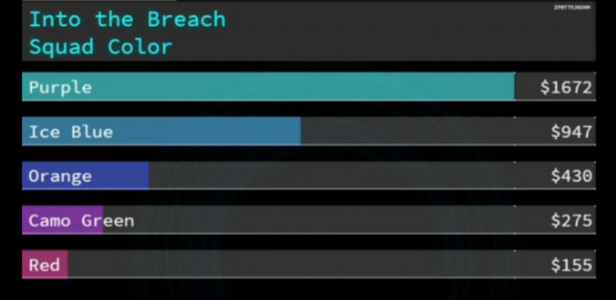 Into the Breach
Squad Color
Purple $1672
Ice Blue $947
Orange $430
Camo Green $275
Red $155